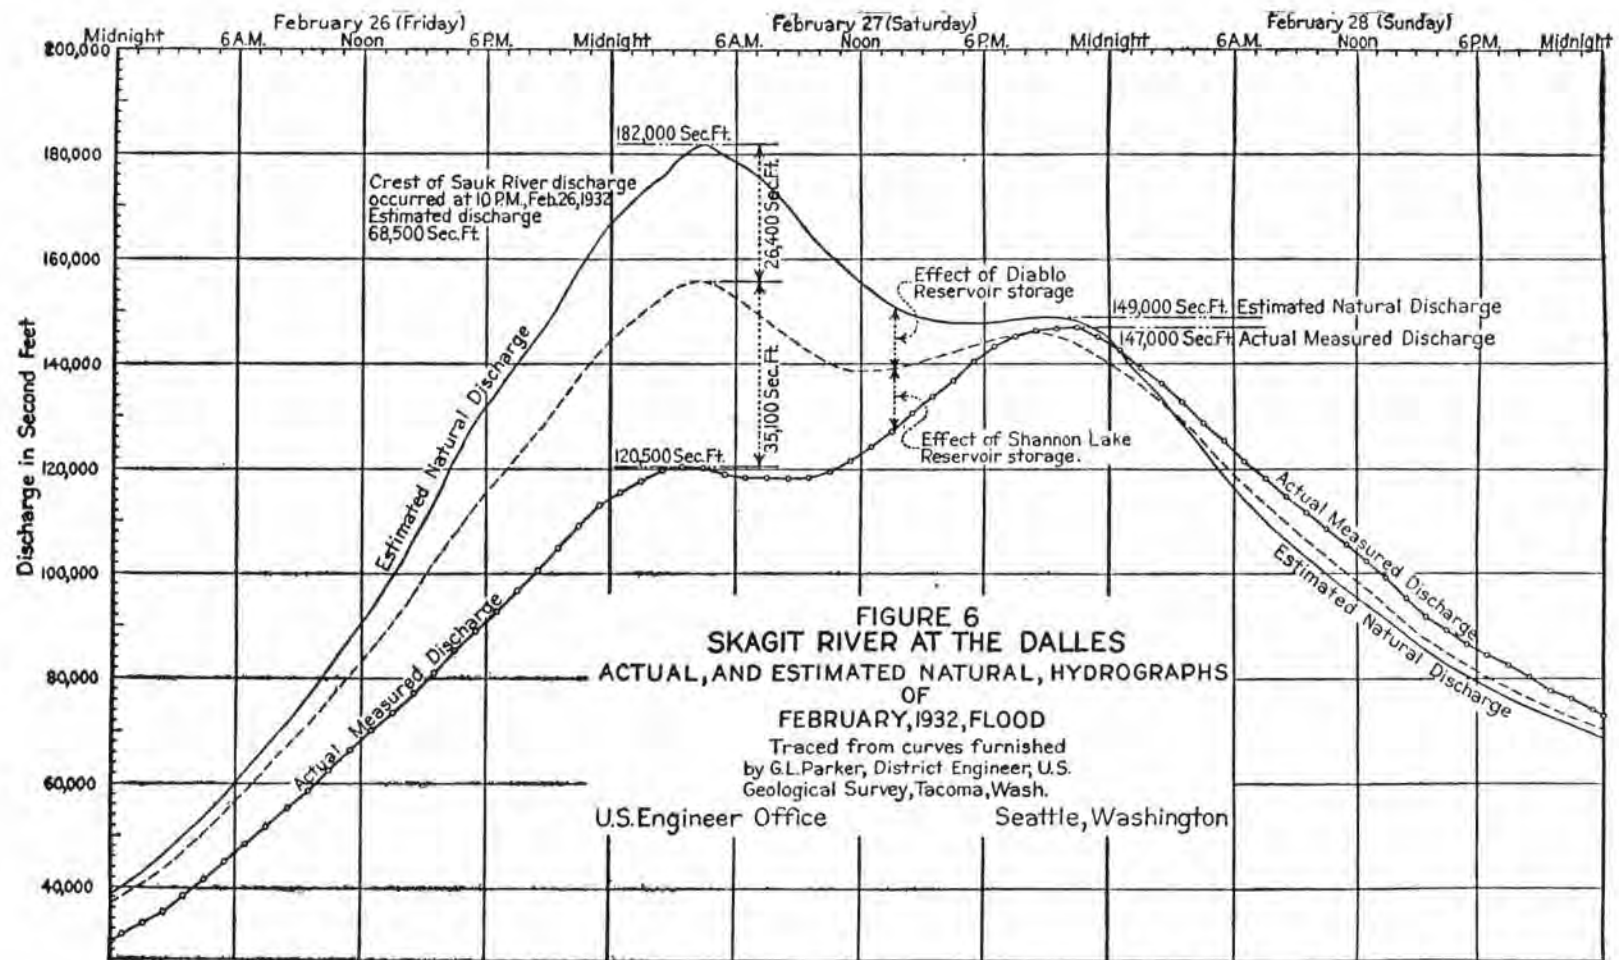 February 26 (Friday)
February 27 (Saturday)
February 28 (Sunday)
Midnight
6 A.M.
Noon
6 P.M.
Midnight
6 A.M.
Noon
6 P.M.
Midnight
6 A.M.
Noon
6 P.M.
Midnight
200,000
180,000
160,000
140,000
120,000
100,000
80,000
60,000
40,000
Discharge in Second Feet
182,000 Sec.Ft.
Crest of Sauk River discharge
occurred at 10 P.M., Feb. 26, 1932
Estimated discharge
68,500 Sec.Ft.
26,400 Sec.Ft.
35,100 Sec.Ft.
120,500 Sec.Ft.
Effect of Diablo
Reservoir storage
149,000 Sec.Ft. Estimated Natural Discharge
147,000 Sec.Ft. Actual Measured Discharge
Effect of Shannon Lake
Reservoir storage.
Estimated Natural Discharge
Actual Measured Discharge
Actual Measured Discharge
Estimated Natural Discharge
FIGURE 6
SKAGIT RIVER AT THE DALLES
ACTUAL, AND ESTIMATED NATURAL, HYDROGRAPHS
OF
FEBRUARY, 1932, FLOOD
Traced from curves furnished
by G.L. Parker, District Engineer, U.S.
Geological Survey, Tacoma, Wash.
U.S. Engineer Office Seattle, Washington